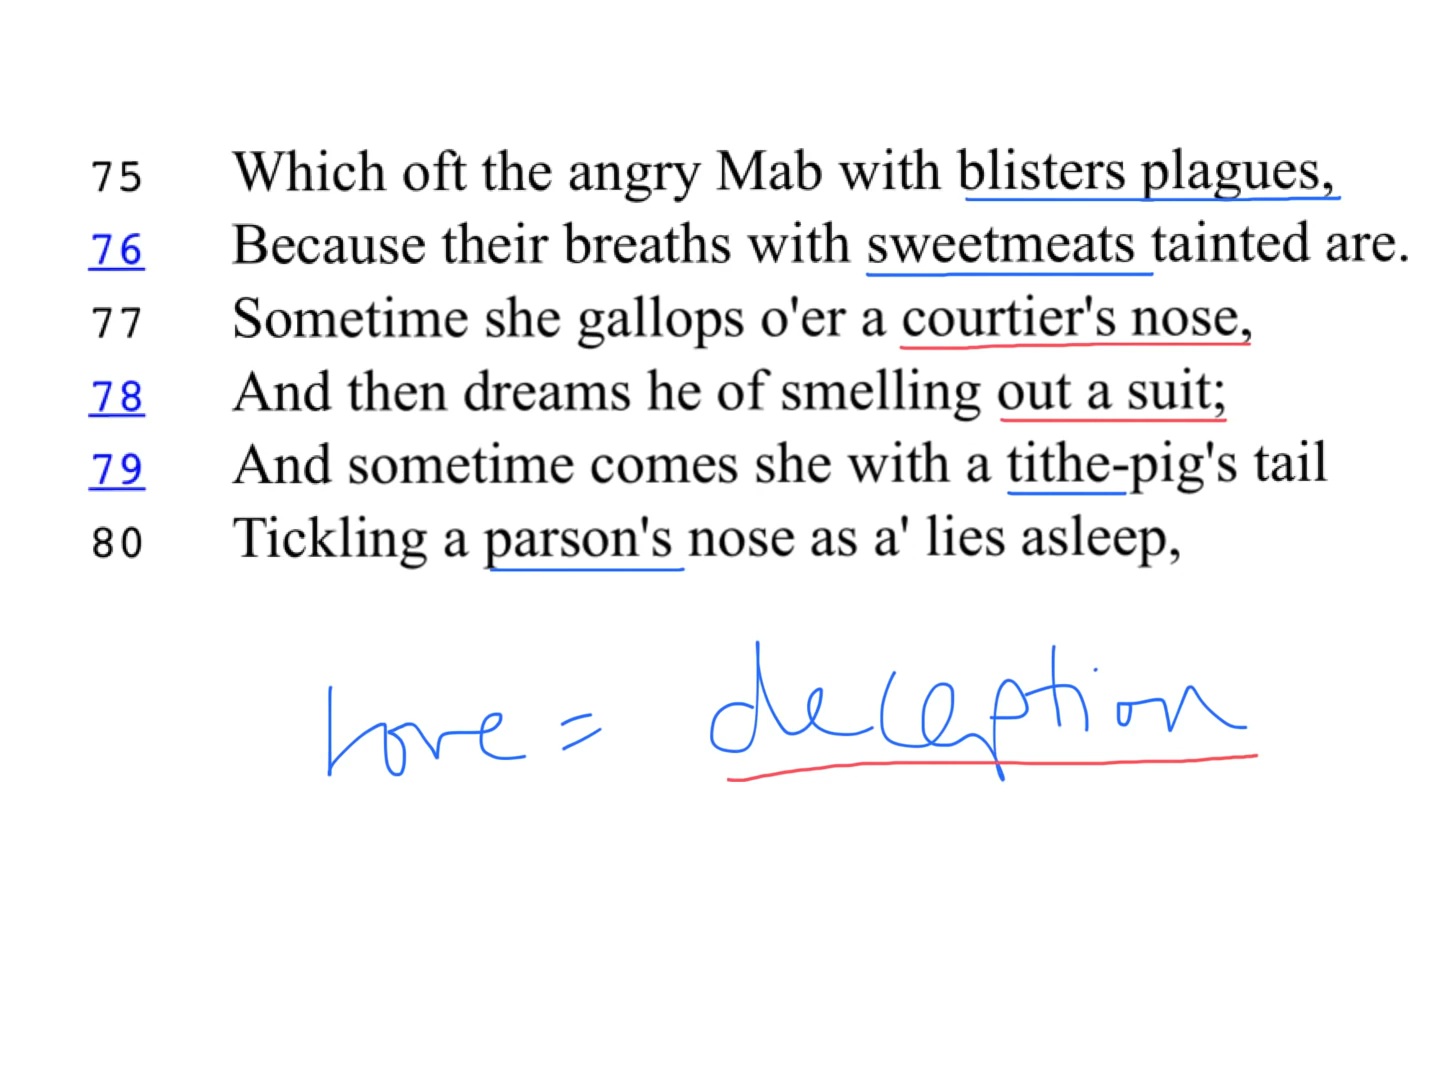 75 Which oft the angry Mab with blisters plagues,
76 Because their breaths with sweetmeats tainted are.
77 Sometime she gallops o'er a courtier's nose,
78 And then dreams he of smelling out a suit;
79 And sometime comes she with a tithe-pig's tail
80 Tickling a parson's nose as a' lies asleep,
Love = deception